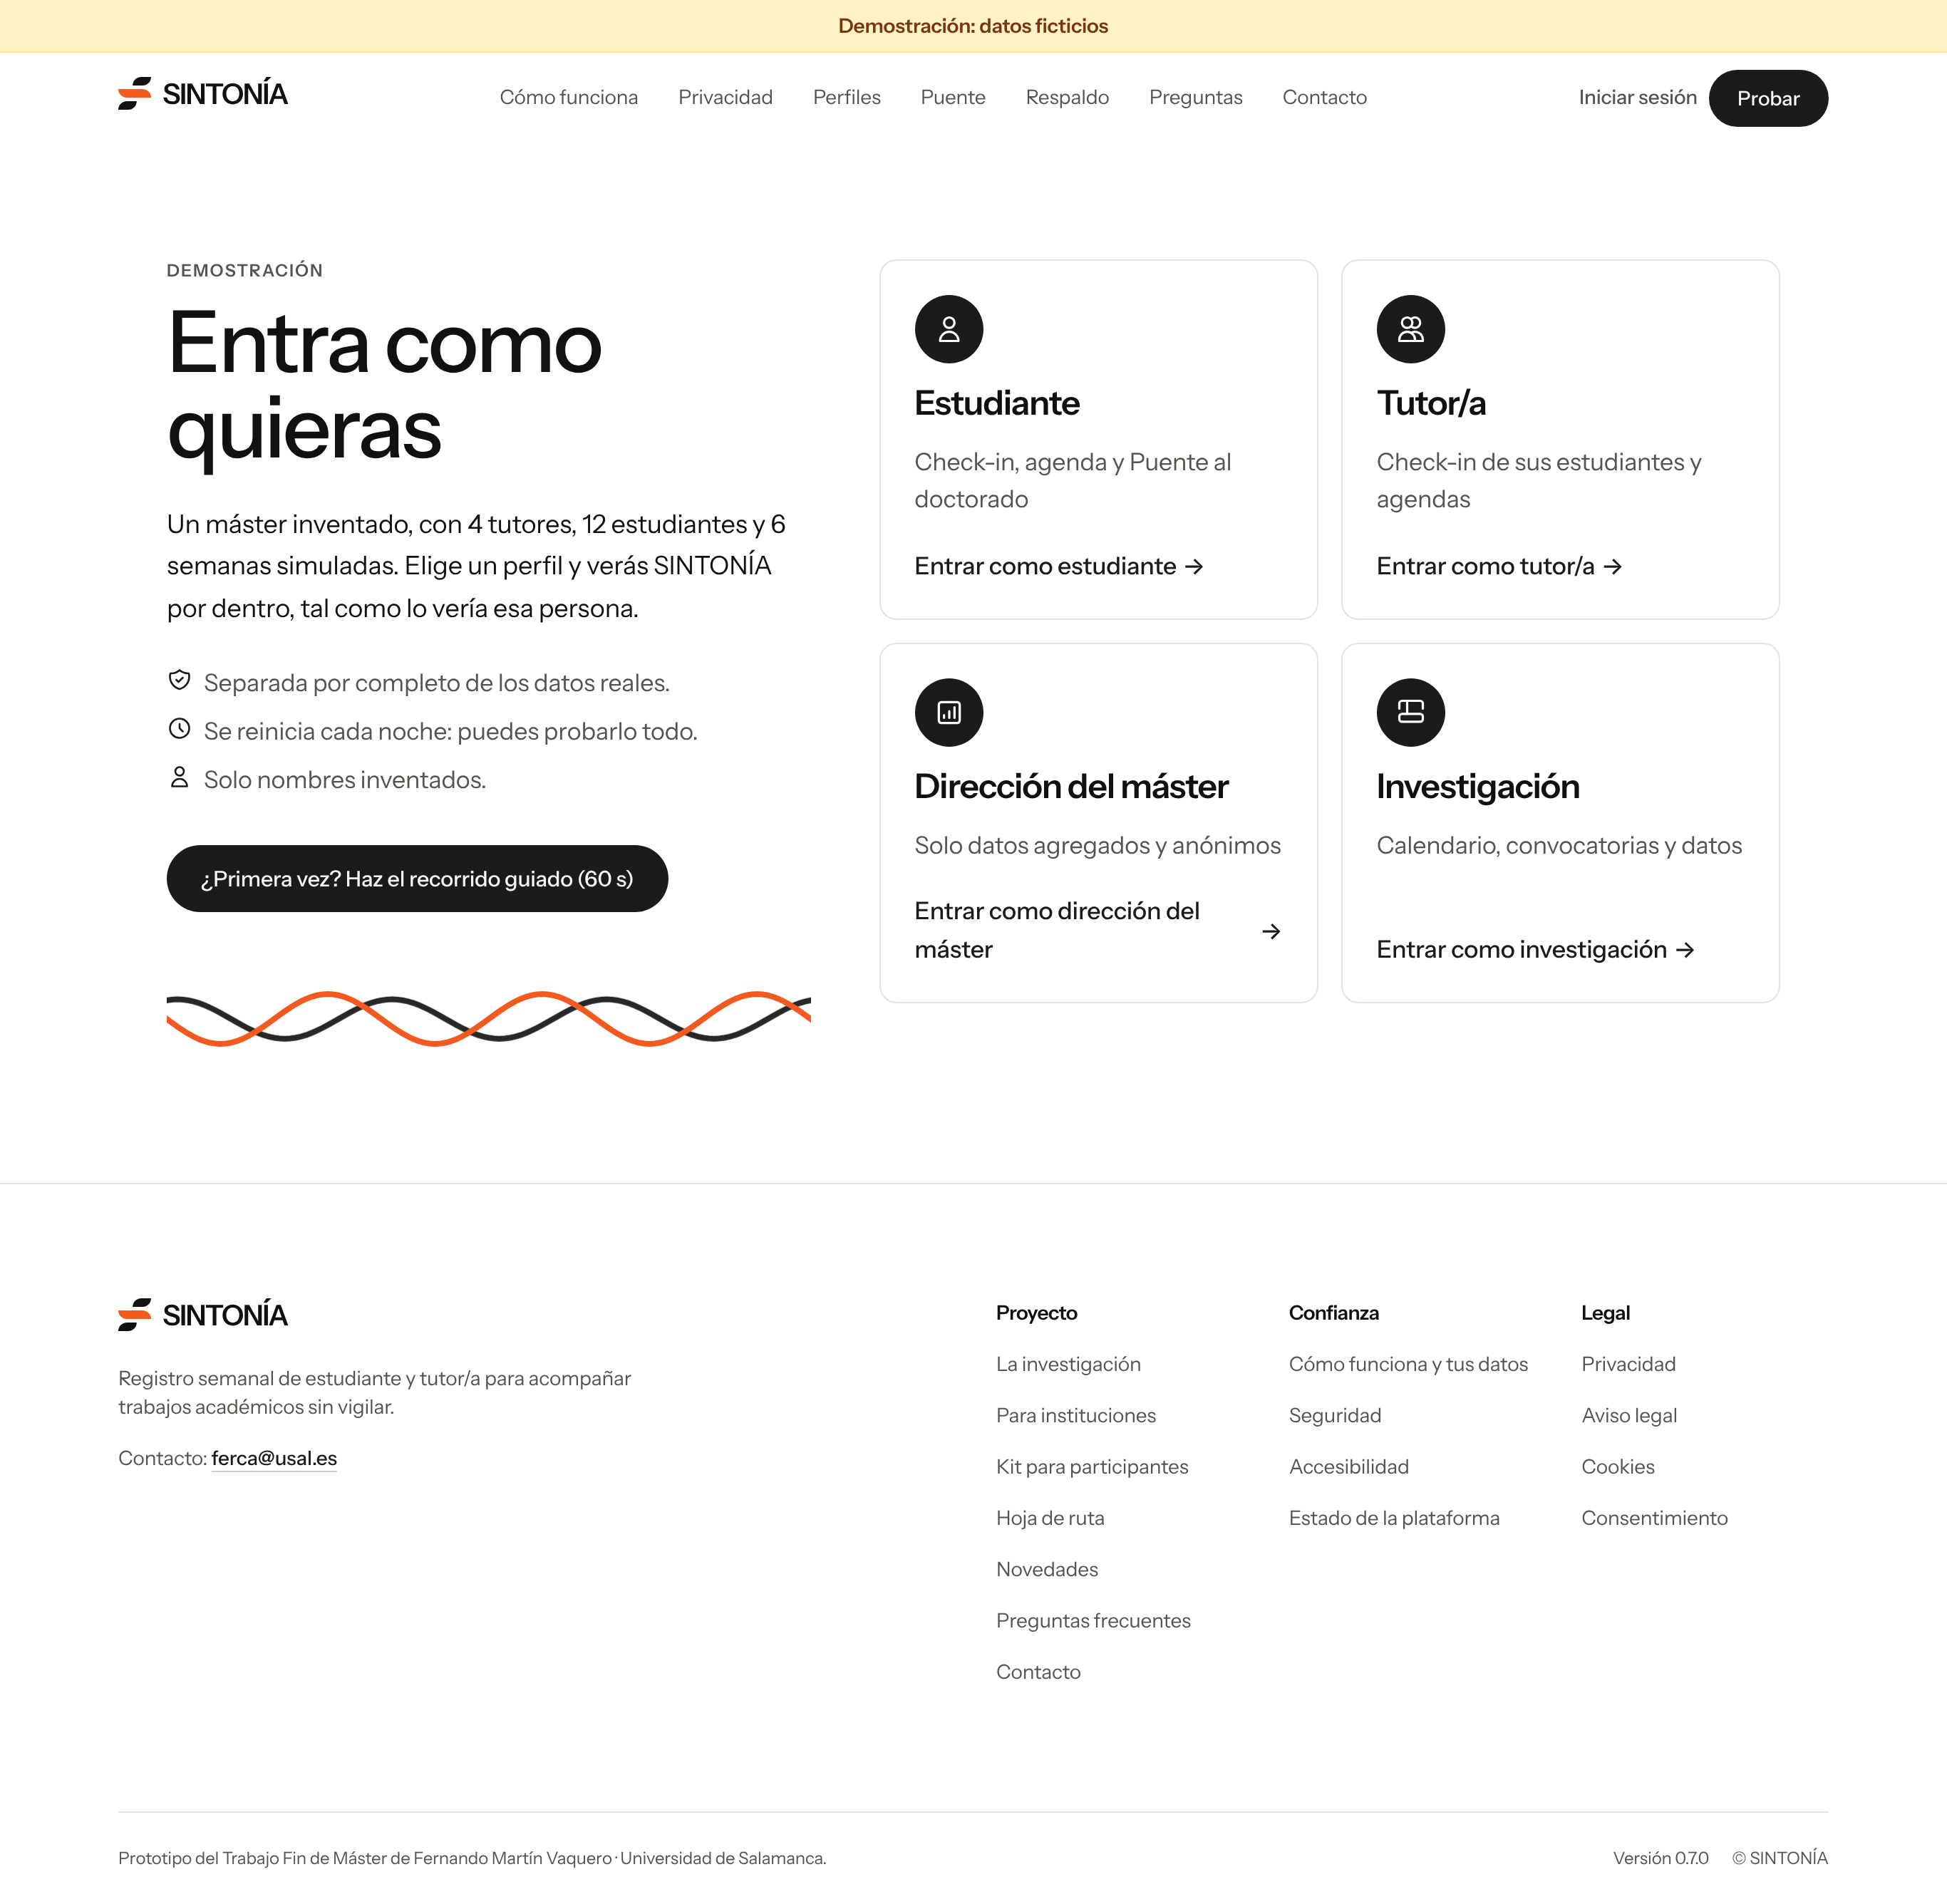 Demostración: datos ficticios
SINTONÍA
Cómo funciona
Privacidad
Perfiles
Puente
Respaldo
Preguntas
Contacto
Iniciar sesión
Probar
DEMOSTRACIÓN
Entra como
quieras
Un máster inventado, con 4 tutores, 12 estudiantes y 6
semanas simuladas. Elige un perfil y verás SINTONÍA
por dentro, tal como lo vería esa persona.
Separada por completo de los datos reales.
Se reinicia cada noche: puedes probarlo todo.
Solo nombres inventados.
¿Primera vez? Haz el recorrido guiado (60 s)
Estudiante
Check-in, agenda y Puente al
doctorado
Entrar como estudiante →
Tutor/a
Check-in de sus estudiantes y
agendas
Entrar como tutor/a →
Dirección del máster
Solo datos agregados y anónimos
Entrar como dirección del
máster →
Investigación
Calendario, convocatorias y datos
Entrar como investigación →
SINTONÍA
Registro semanal de estudiante y tutor/a para acompañar
trabajos académicos sin vigilar.
Contacto: ferca@usal.es
Proyecto
La investigación
Para instituciones
Kit para participantes
Hoja de ruta
Novedades
Preguntas frecuentes
Contacto
Confianza
Cómo funciona y tus datos
Seguridad
Accesibilidad
Estado de la plataforma
Legal
Privacidad
Aviso legal
Cookies
Consentimiento
Prototipo del Trabajo Fin de Máster de Fernando Martín Vaquero · Universidad de Salamanca.
Versión 0.7.0
© SINTONÍA